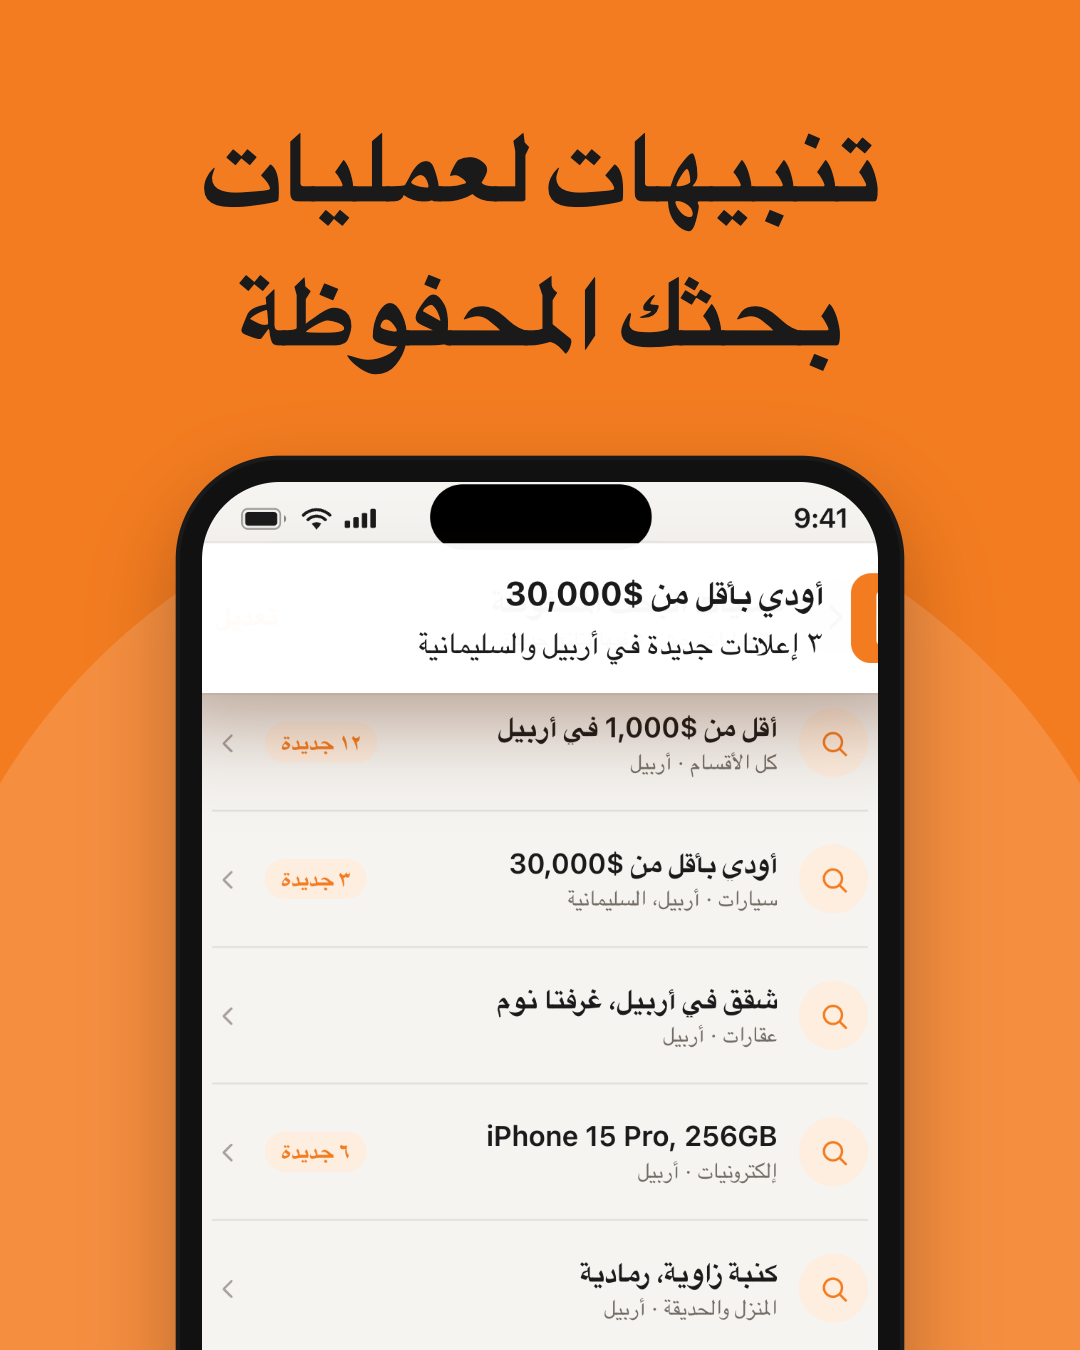 تنبيهات لعمليات
بحثك المحفوظة
9:41
أودي بأقل من $30,000
٣ إعلانات جديدة في أربيل والسليمانية
أقل من $1,000 في أربيل
كل الأقسام · أربيل
١٢ جديدة
أودي بأقل من $30,000
سيارات · أربيل، السليمانية
٣ جديدة
شقق في أربيل، غرفتا نوم
عقارات · أربيل
iPhone 15 Pro, 256GB
إلكترونيات · أربيل
٦ جديدة
كنبة زاوية، رمادية
المنزل والحديقة · أربيل